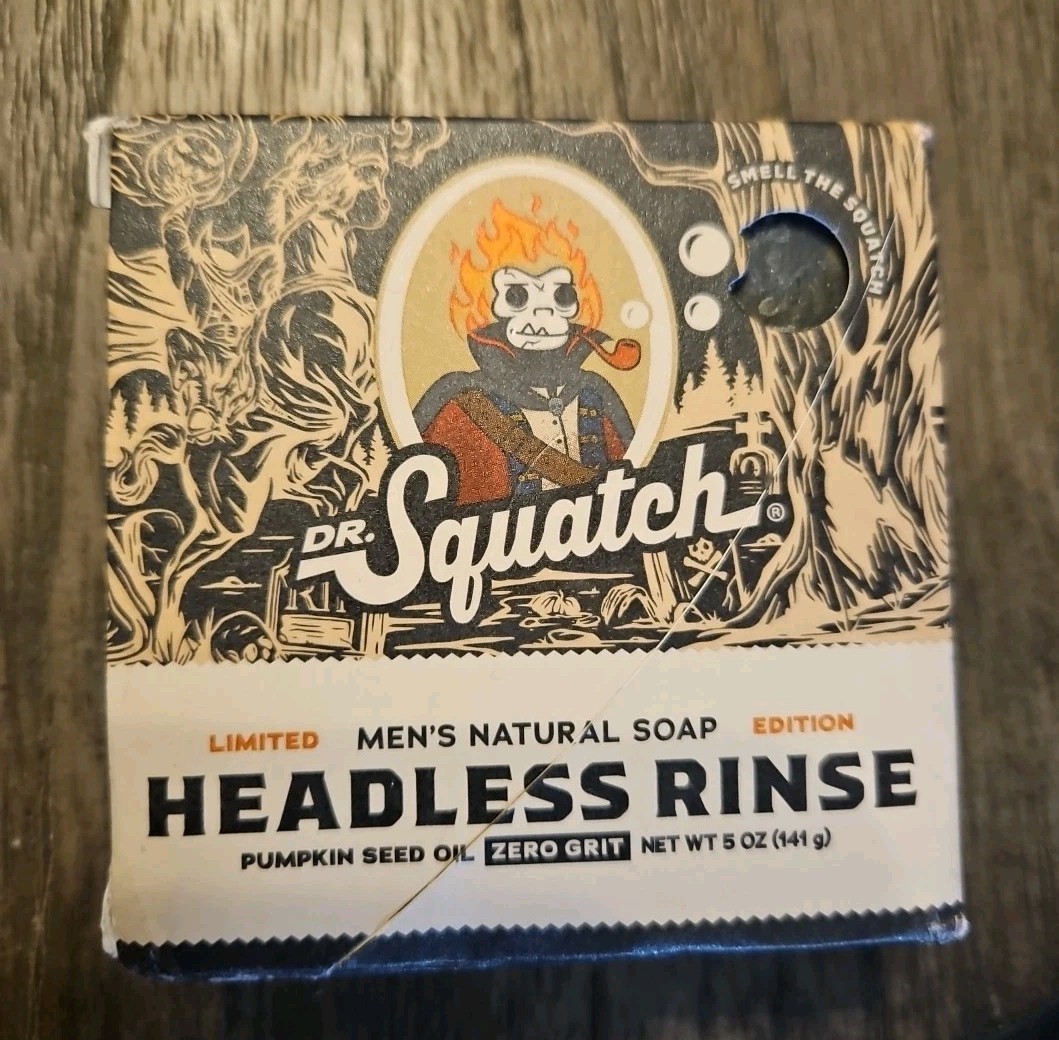 SMELL THE SQUATCH
DR. Squatch ®
LIMITED MEN'S NATURAL SOAP EDITION
HEADLESS RINSE
PUMPKIN SEED OIL ZERO GRIT NET WT 5 OZ (141 g)